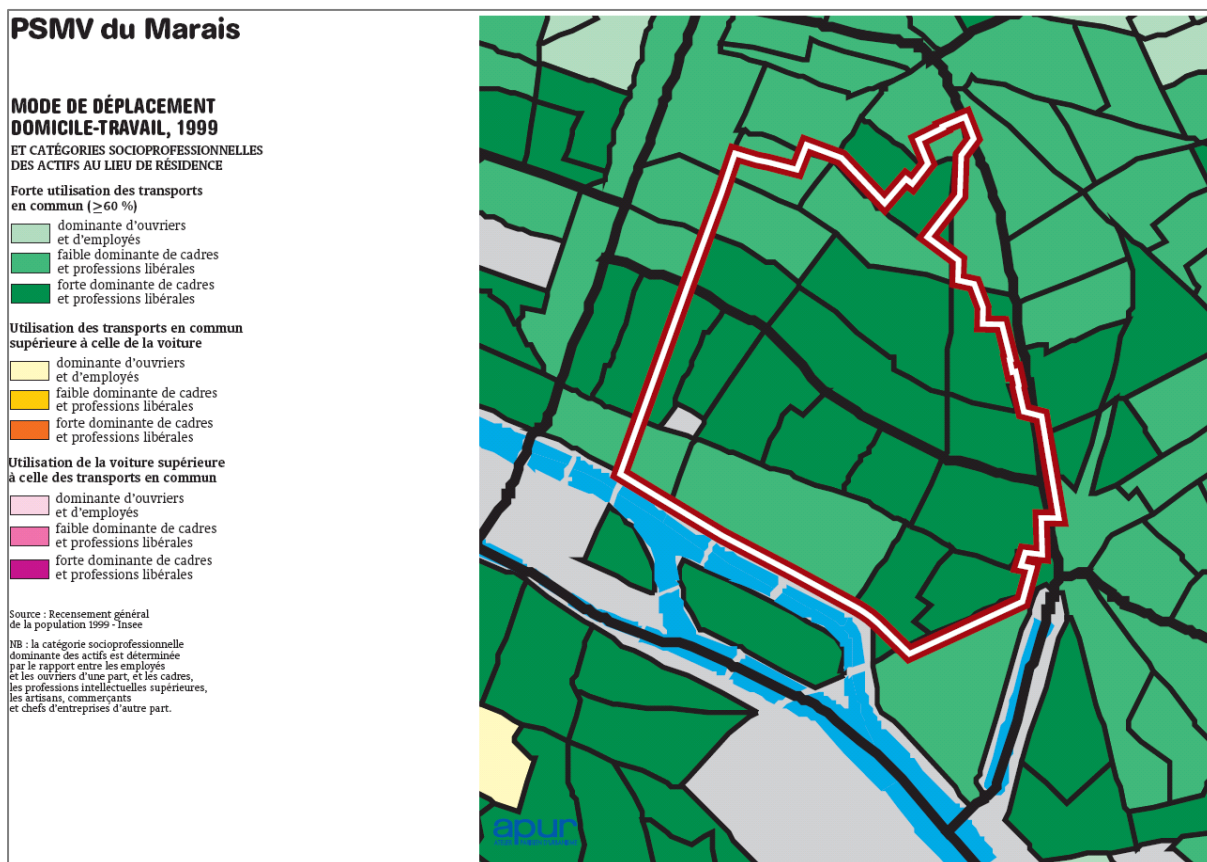 PSMV du Marais
MODE DE DÉPLACEMENT
DOMICILE-TRAVAIL, 1999
ET CATÉGORIES SOCIOPROFESSIONNELLES
DES ACTIFS AU LIEU DE RÉSIDENCE
Forte utilisation des transports
en commun (≥60 %)
dominante d'ouvriers
et d'employés
faible dominante de cadres
et professions libérales
forte dominante de cadres
et professions libérales
Utilisation des transports en commun
supérieure à celle de la voiture
dominante d'ouvriers
et d'employés
faible dominante de cadres
et professions libérales
forte dominante de cadres
et professions libérales
Utilisation de la voiture supérieure
à celle des transports en commun
dominante d'ouvriers
et d'employés
faible dominante de cadres
et professions libérales
forte dominante de cadres
et professions libérales
Source : Recensement général
de la population 1999 - Insee
NB : la catégorie socioprofessionnelle
dominante des actifs est déterminée
par le rapport entre les employés
et les ouvriers d'une part, et les cadres,
les professions intellectuelles supérieures,
les artisans, commerçants
et chefs d'entreprises d'autre part.
apur